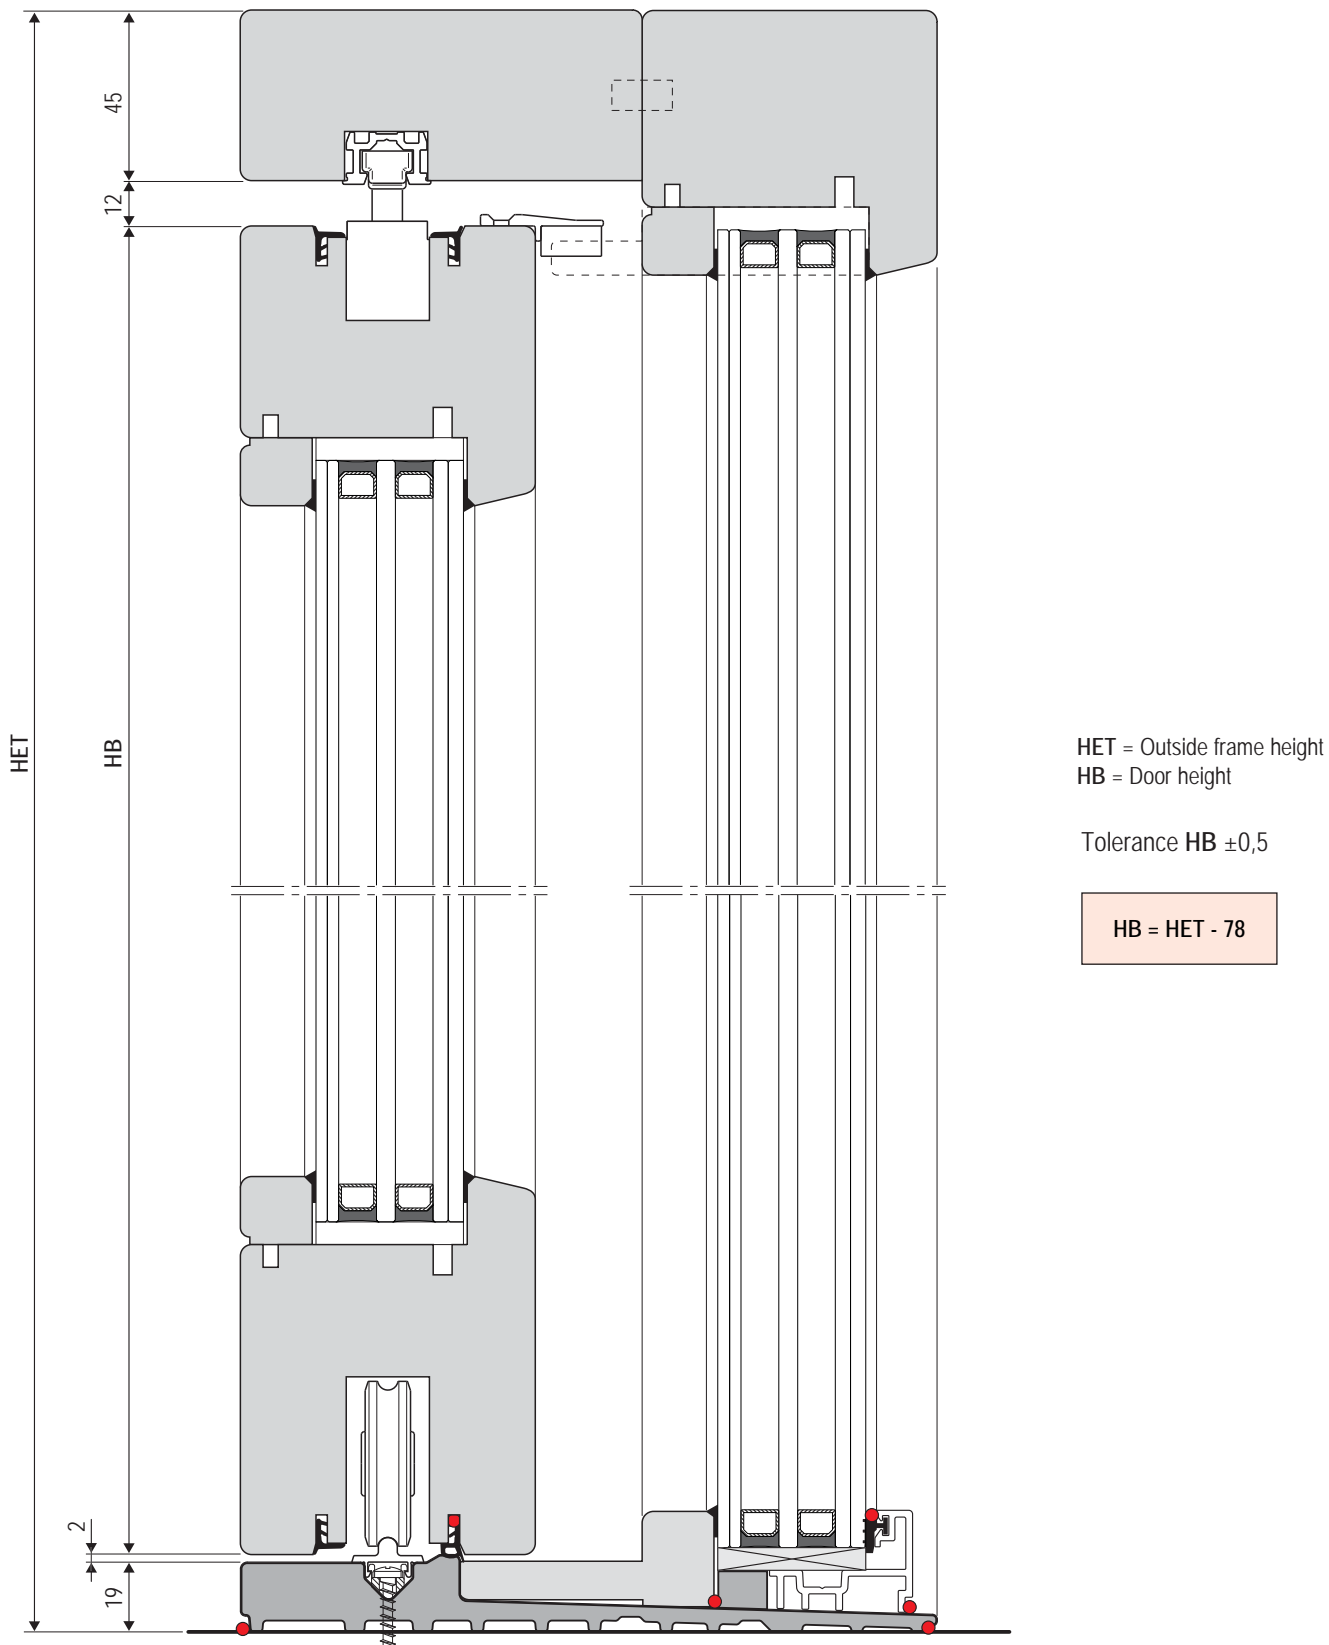 45
12
HET
HB
HET = Outside frame height
HB = Door height
Tolerance HB ±0,5
HB = HET - 78
2
19